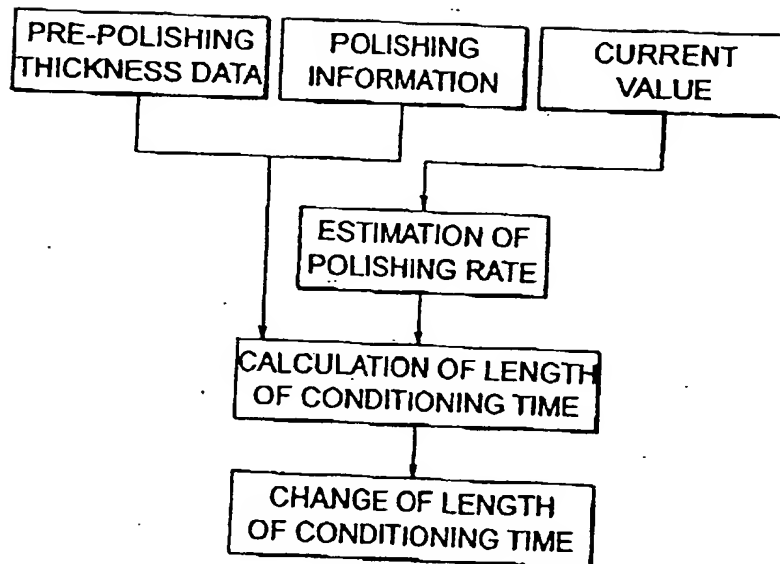 PRE-POLISHING
THICKNESS DATA
POLISHING
INFORMATION
CURRENT
VALUE
ESTIMATION OF
POLISHING RATE
CALCULATION OF LENGTH
OF CONDITIONING TIME
CHANGE OF LENGTH
OF CONDITIONING TIME